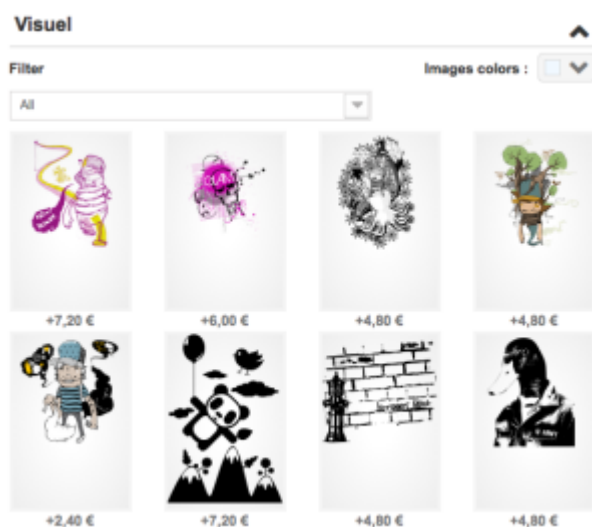 Visuel
Filter
Images colors :
All
+7,20 €
+6,00 €
+4,80 €
+4,80 €
+2,40 €
+7,20 €
+4,80 €
+4,80 €